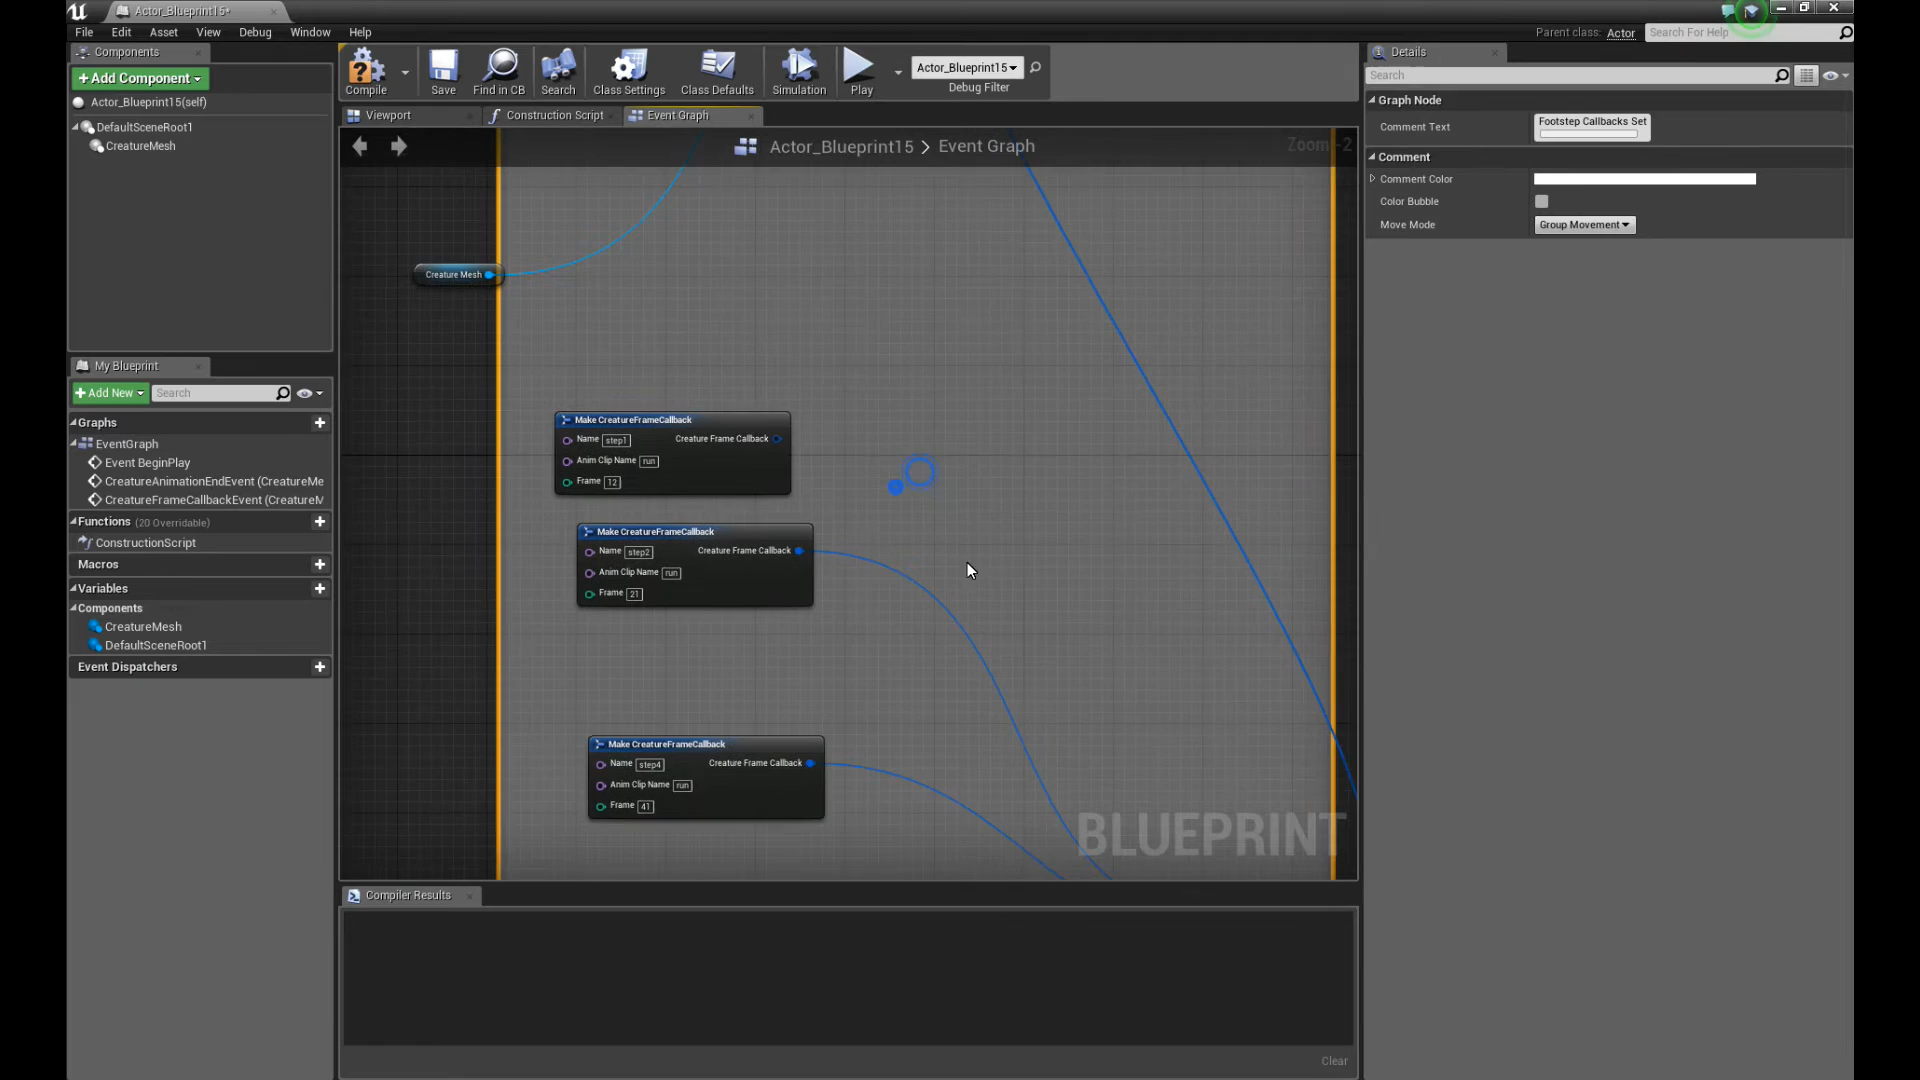 Actor_Blueprint15*
File Edit Asset View Debug Window Help
Parent class: Actor
Search For Help
Components
+Add Component
Actor_Blueprint15(self)
DefaultSceneRoot1
CreatureMesh
Compile
Save
Find in CB
Search
Class Settings
Class Defaults
Simulation
Play
Actor_Blueprint15
Debug Filter
Viewport
Construction Script
Event Graph
Actor_Blueprint15 > Event Graph
Zoom -2
Creature Mesh
Make CreatureFrameCallback
Name step1 Creature Frame Callback
Anim Clip Name run
Frame 12
Make CreatureFrameCallback
Name step2 Creature Frame Callback
Anim Clip Name run
Frame 21
Make CreatureFrameCallback
Name step4 Creature Frame Callback
Anim Clip Name run
Frame 41
BLUEPRINT
My Blueprint
+Add New
Search
Graphs
EventGraph
Event BeginPlay
CreatureAnimationEndEvent (CreatureMe
CreatureFrameCallbackEvent (CreatureM
Functions (20 Overridable)
ConstructionScript
Macros
Variables
Components
CreatureMesh
DefaultSceneRoot1
Event Dispatchers
Compiler Results
Clear
Details
Search
Graph Node
Comment Text Footstep Callbacks Set
Comment
Comment Color
Color Bubble
Move Mode Group Movement